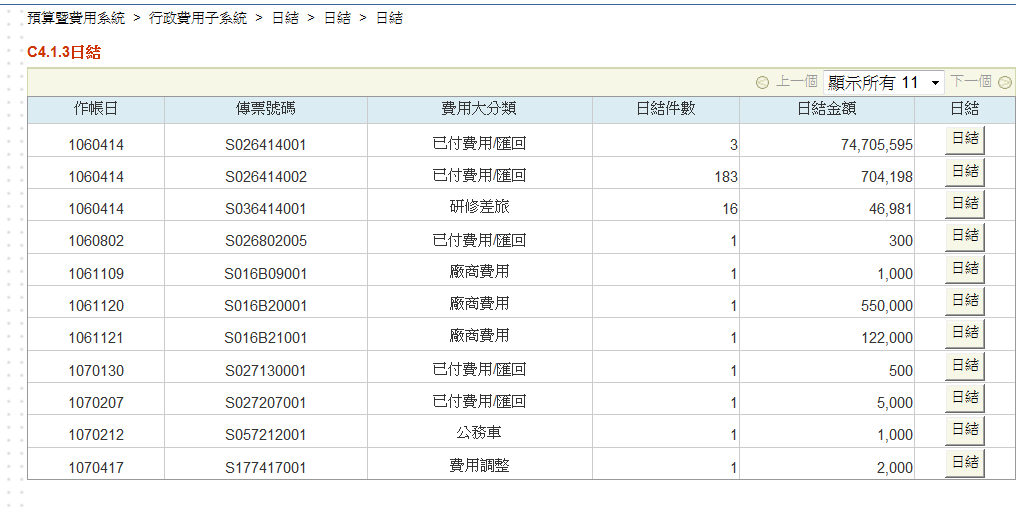 預算暨費用系統 > 行政費用子系統 > 日結 > 日結 > 日結
C4.1.3日結
上一個 顯示所有 11 下一個
作帳日 傳票號碼 費用大分類 日結件數 日結金額 日結
1060414 S026414001 已付費用/匯回 3 74,705,595 日結
1060414 S026414002 已付費用/匯回 183 704,198 日結
1060414 S036414001 研修差旅 16 46,981 日結
1060802 S026802005 已付費用/匯回 1 300 日結
1061109 S016B09001 廠商費用 1 1,000 日結
1061120 S016B20001 廠商費用 1 550,000 日結
1061121 S016B21001 廠商費用 1 122,000 日結
1070130 S027130001 已付費用/匯回 1 500 日結
1070207 S027207001 已付費用/匯回 1 5,000 日結
1070212 S057212001 公務車 1 1,000 日結
1070417 S177417001 費用調整 1 2,000 日結